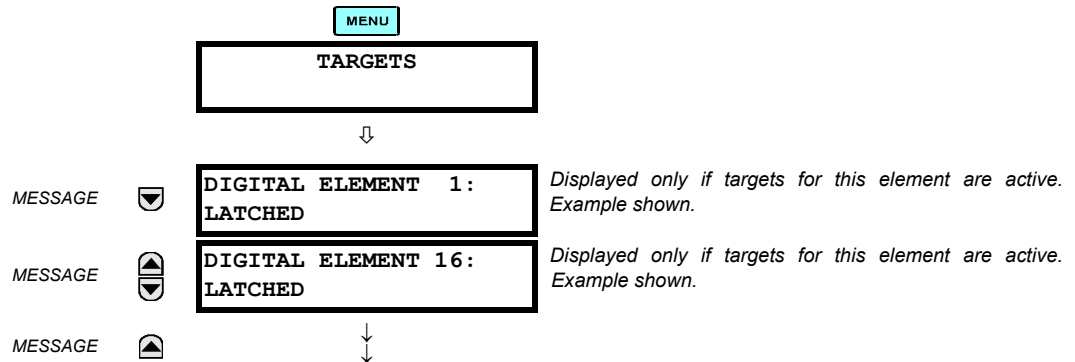 MENU
TARGETS
MESSAGE
DIGITAL ELEMENT 1:
LATCHED
Displayed only if targets for this element are active.
Example shown.
MESSAGE
DIGITAL ELEMENT 16:
LATCHED
Displayed only if targets for this element are active.
Example shown.
MESSAGE